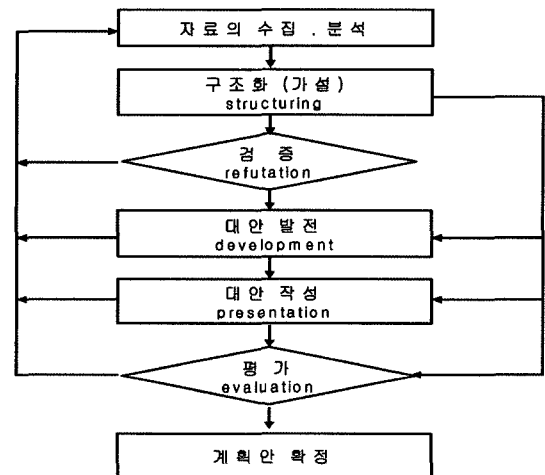 자료의 수집 . 분석
구조화 (가설)
structuring
검 증
refutation
대안 발전
development
대안 작성
presentation
평 가
evaluation
계획안 확정